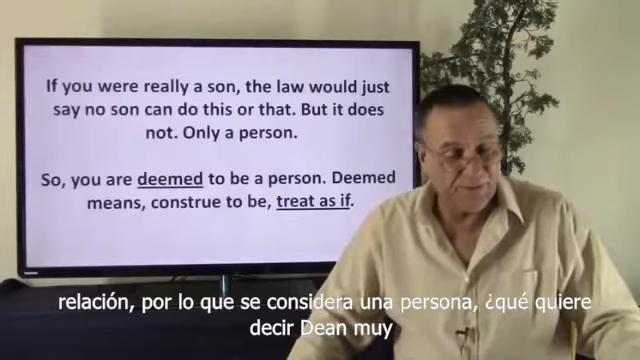 If you were really a son, the law would just
say no son can do this or that. But it does
not. Only a person.
So, you are deemed to be a person. Deemed
means, construe to be, treat as if.
relación, por lo que se considera una persona, ¿qué quiere
decir Dean muy